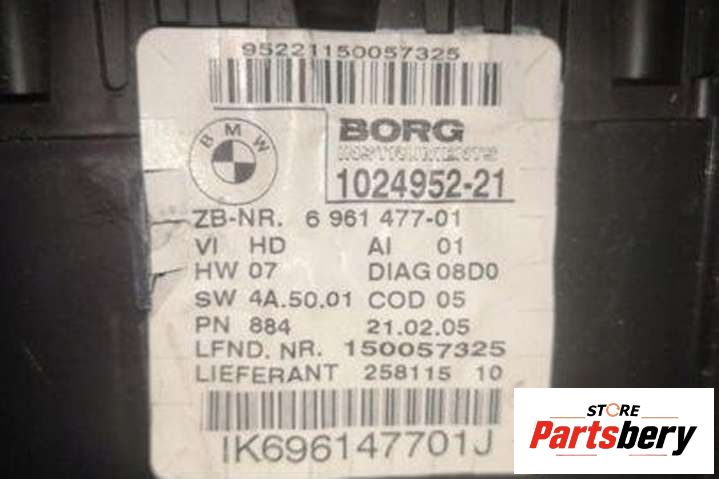 95221150057325
BMW
BORG
INSTRUMENTS
1024952-21
ZB-NR. 6 961 477-01
VI HD AI 01
HW 07 DIAG 08D0
SW 4A.50.01 COD 05
PN 884 21.02.05
LFND. NR. 150057325
LIEFERANT 258115 10
IK696147701J
STORE
Partsbery